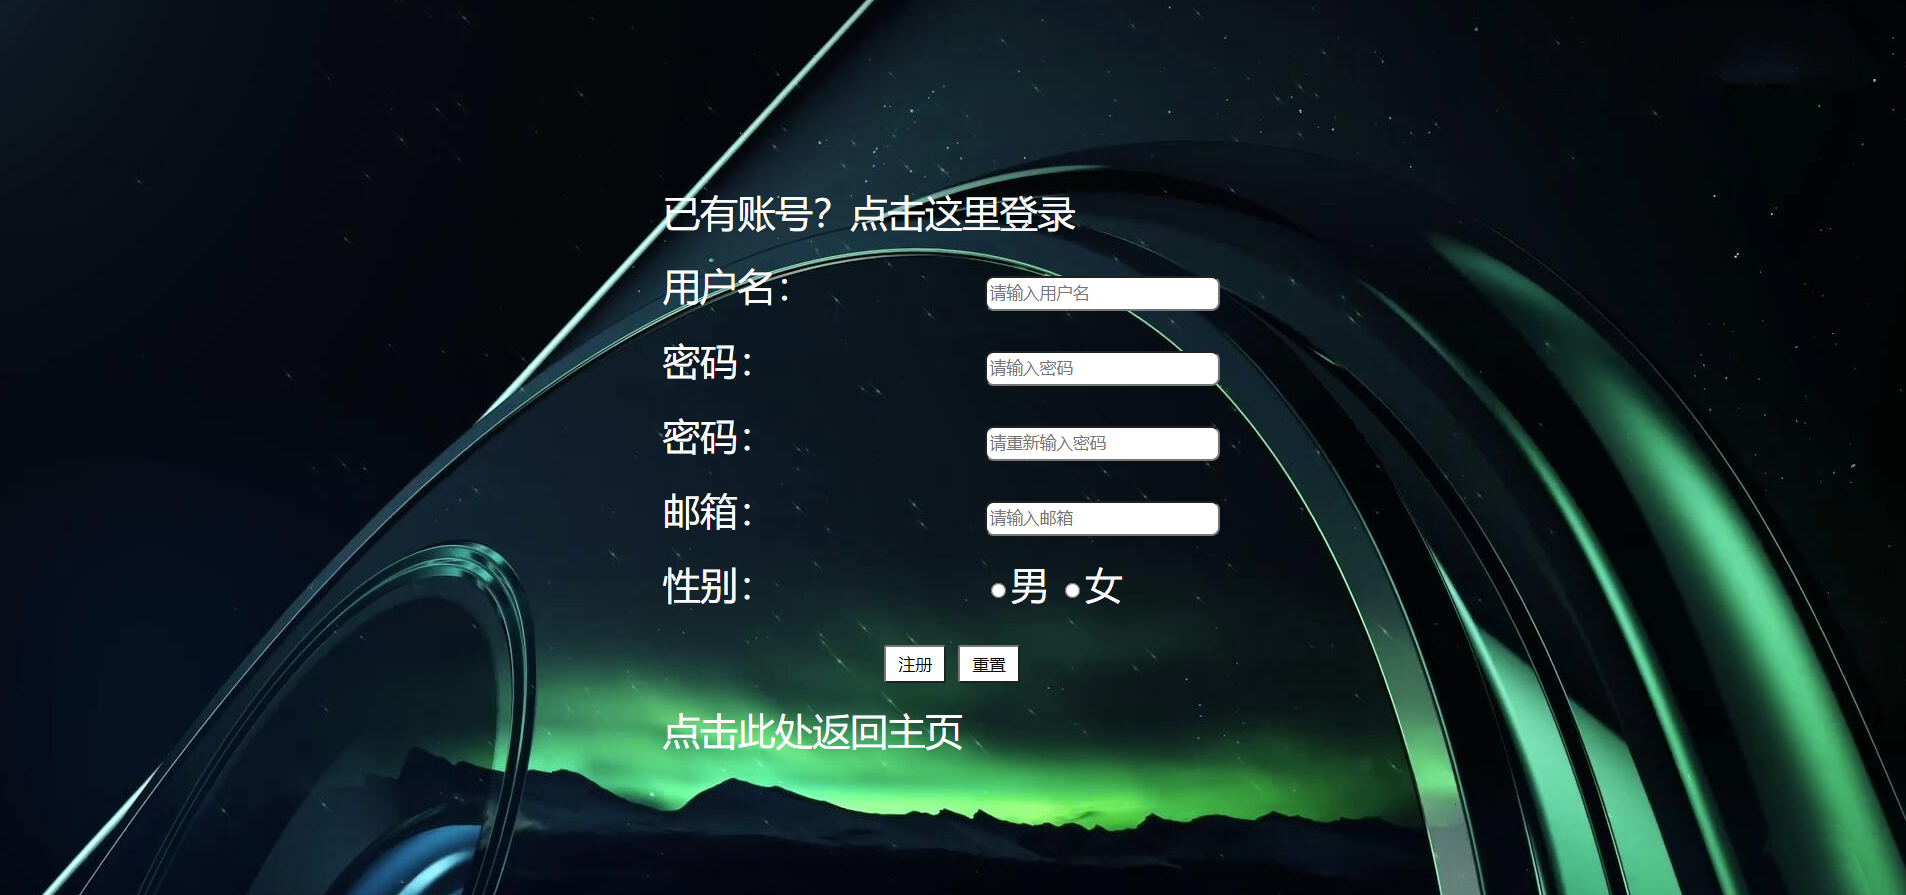 已有账号？点击这里登录
用户名： 请输入用户名
密码： 请输入密码
密码： 请重新输入密码
邮箱： 请输入邮箱
性别： 男 女
注册 重置
点击此处返回主页